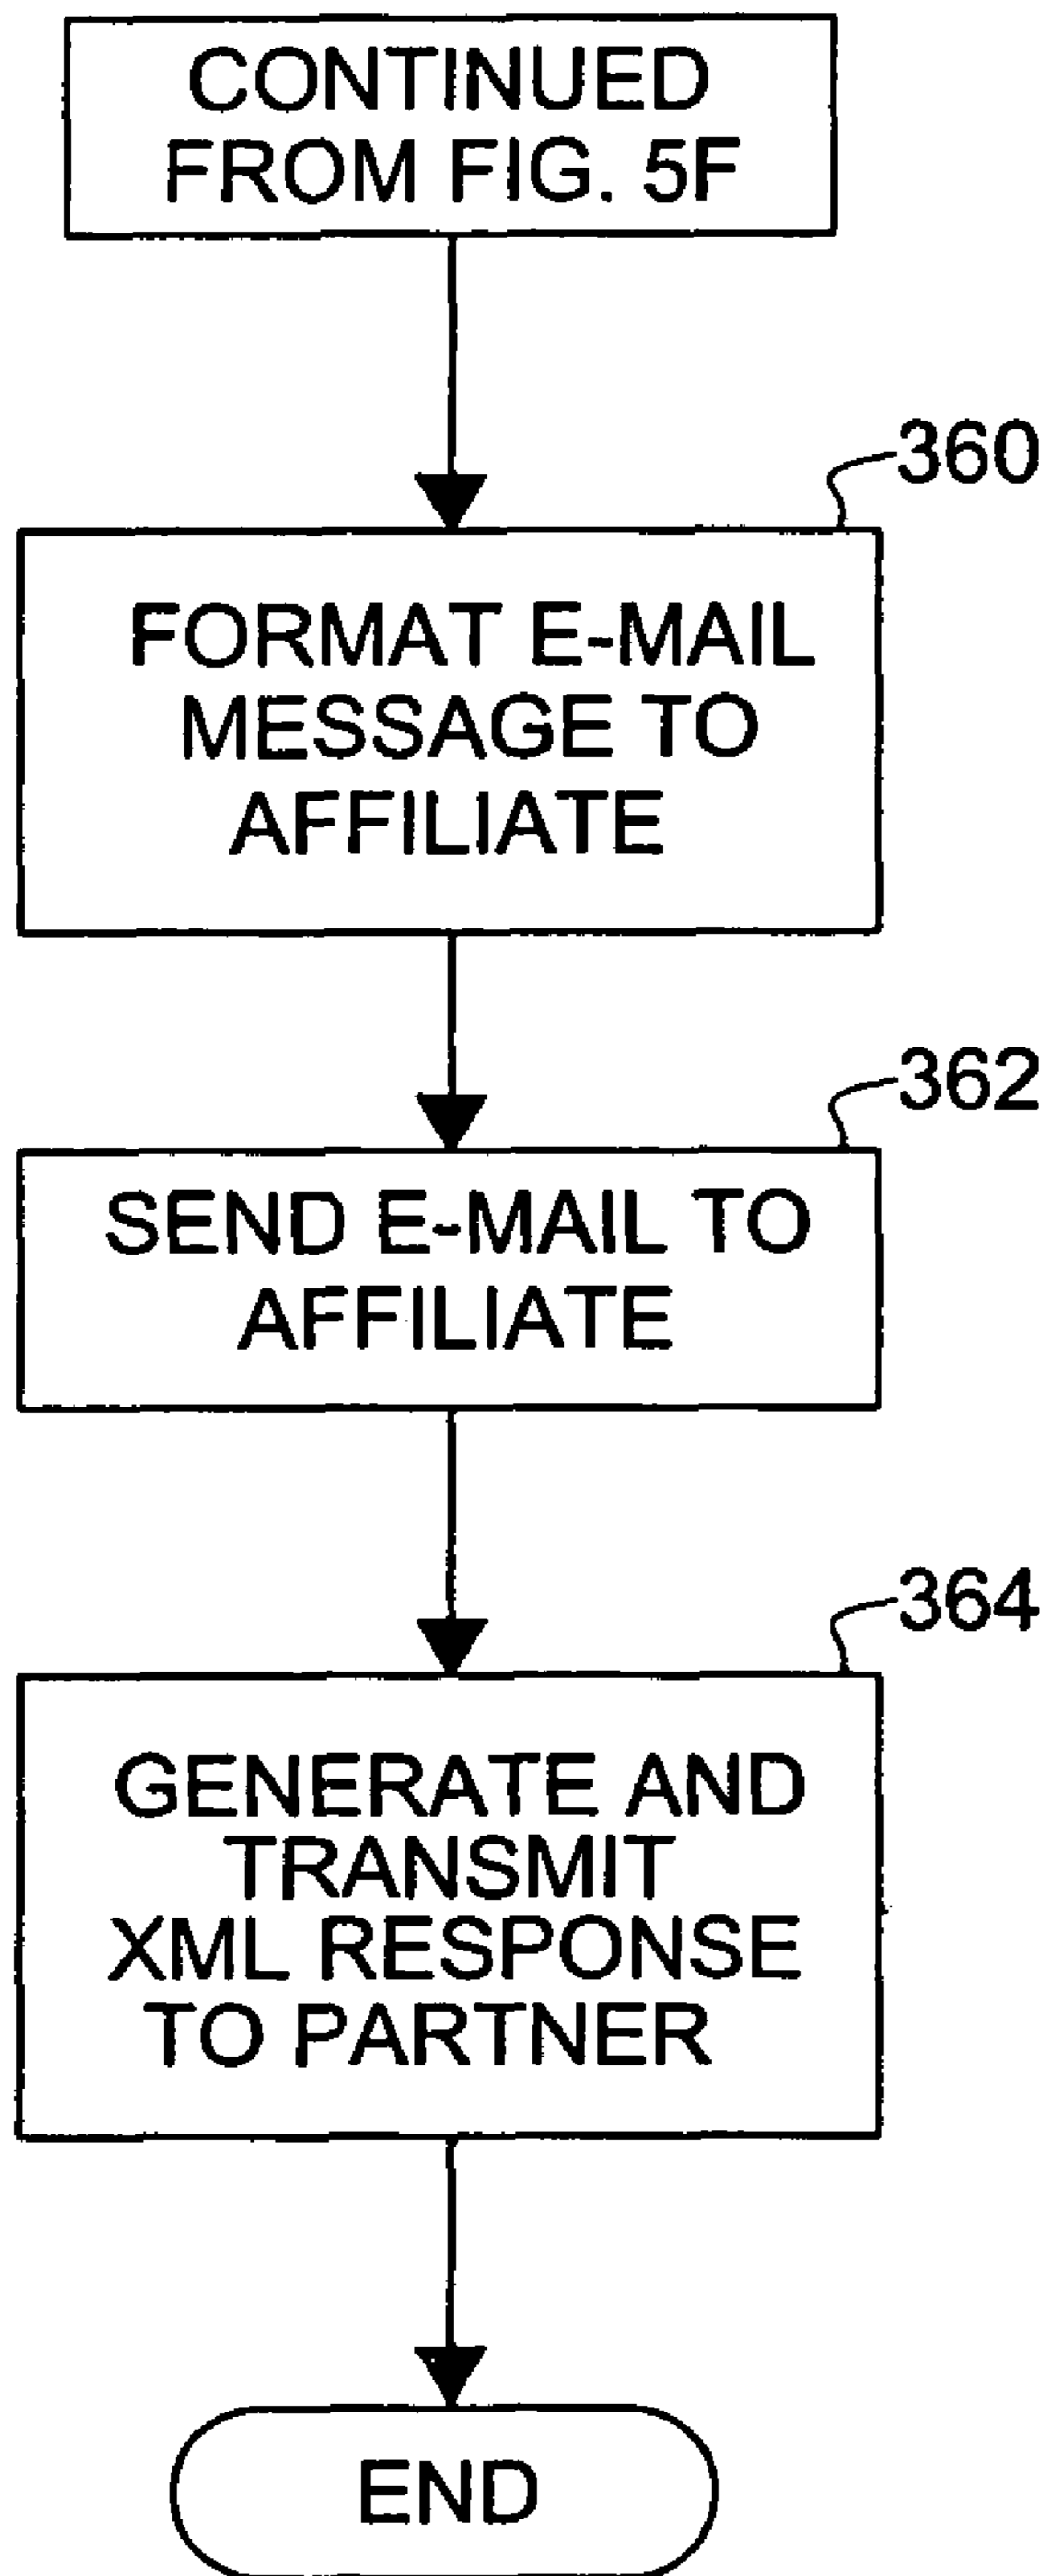 CONTINUED
FROM FIG. 5F
360
FORMAT E-MAIL
MESSAGE TO
AFFILIATE
362
SEND E-MAIL TO
AFFILIATE
364
GENERATE AND
TRANSMIT
XML RESPONSE
TO PARTNER
END